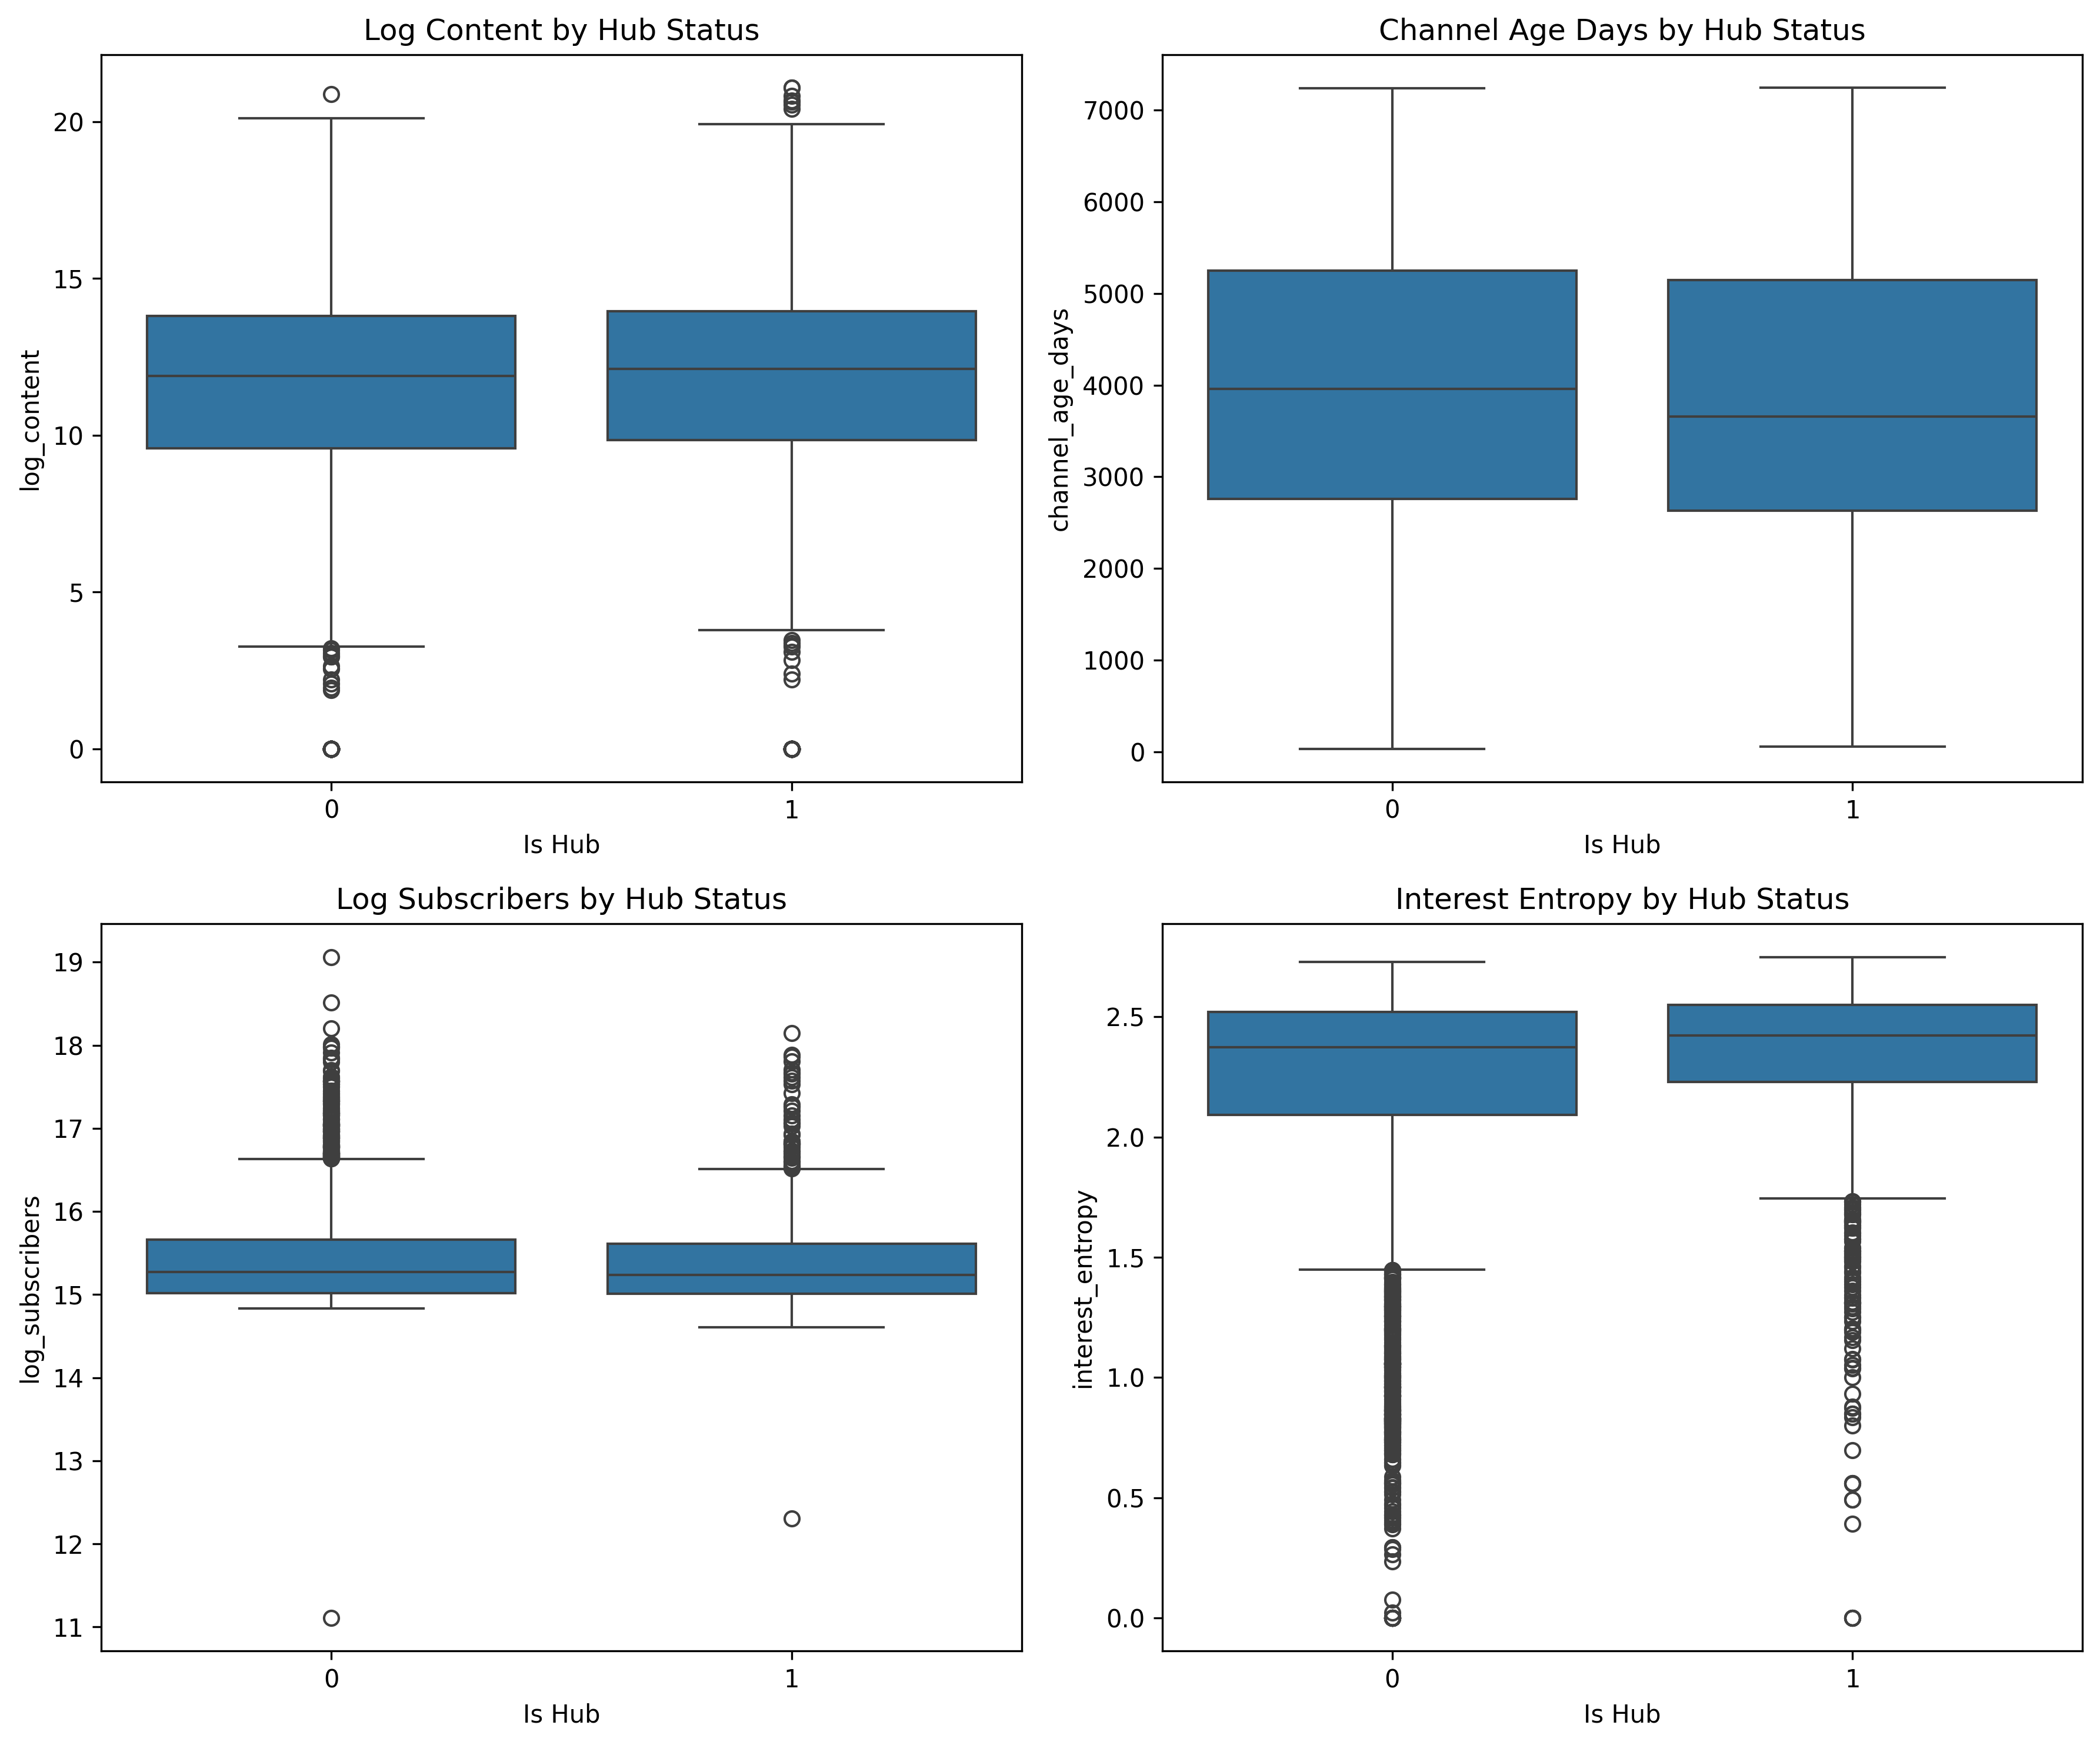 Log Content by Hub Status
log_content
20
15
10
5
0
0 1
Is Hub
Channel Age Days by Hub Status
channel_age_days
7000
6000
5000
4000
3000
2000
1000
0
0 1
Is Hub
Log Subscribers by Hub Status
log_subscribers
19
18
17
16
15
14
13
12
11
0 1
Is Hub
Interest Entropy by Hub Status
interest_entropy
2.5
2.0
1.5
1.0
0.5
0.0
0 1
Is Hub